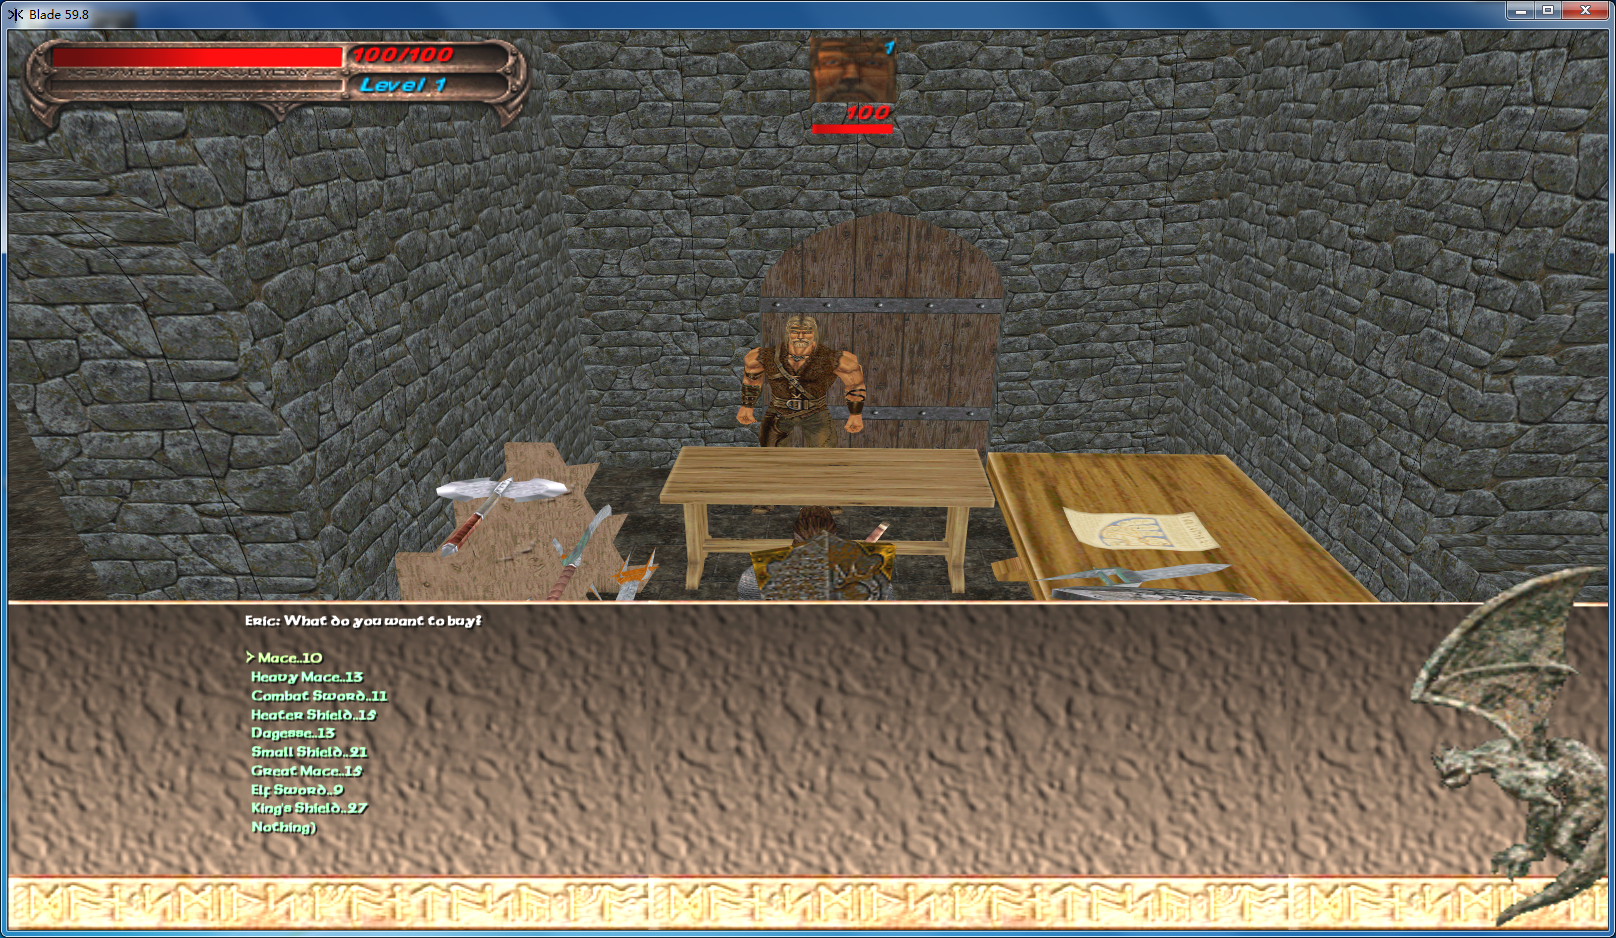 Blade 59.8
100/100
Level 1
1
100
Eric: What do you want to buy?
> Mace..10
Heavy Mace..13
Combat Sword..11
Heater Shield..15
Dagesse..13
Small Shield..21
Great Mace..15
Elf Sword..9
King's Shield..27
Nothing)